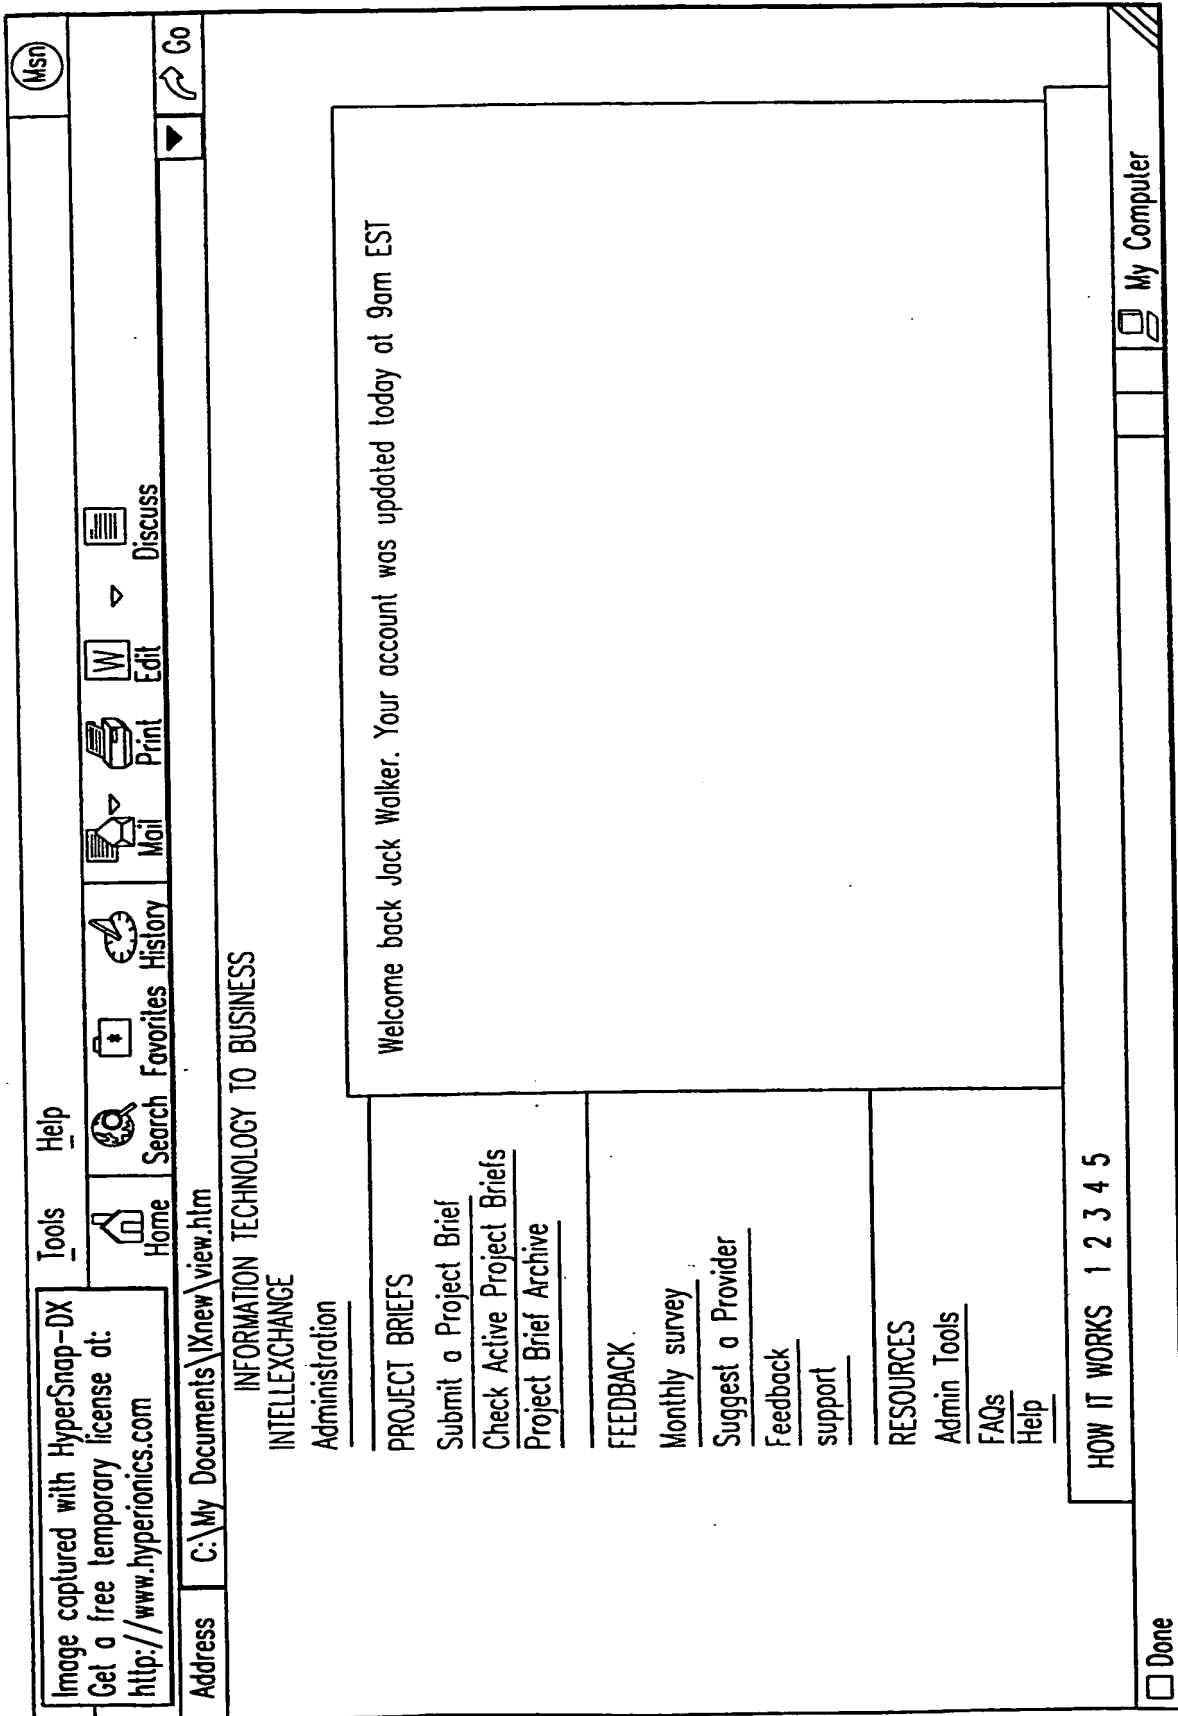 Image captured with HyperSnap-DX
Get a free temporary license at:
http://www.hyperionics.com
Tools Help
Msn
Home Search Favorites History Mail Print Edit Discuss
Address C:\My Documents\IXnew\view.htm Go
INFORMATION TECHNOLOGY TO BUSINESS
INTELLEXCHANGE
Administration
Welcome back Jack Walker. Your account was updated today at 9am EST
PROJECT BRIEFS
Submit a Project Brief
Check Active Project Briefs
Project Brief Archive
FEEDBACK
Monthly survey
Suggest a Provider
Feedback
support
RESOURCES
Admin Tools
FAQs
Help
HOW IT WORKS 1 2 3 4 5
Done My Computer